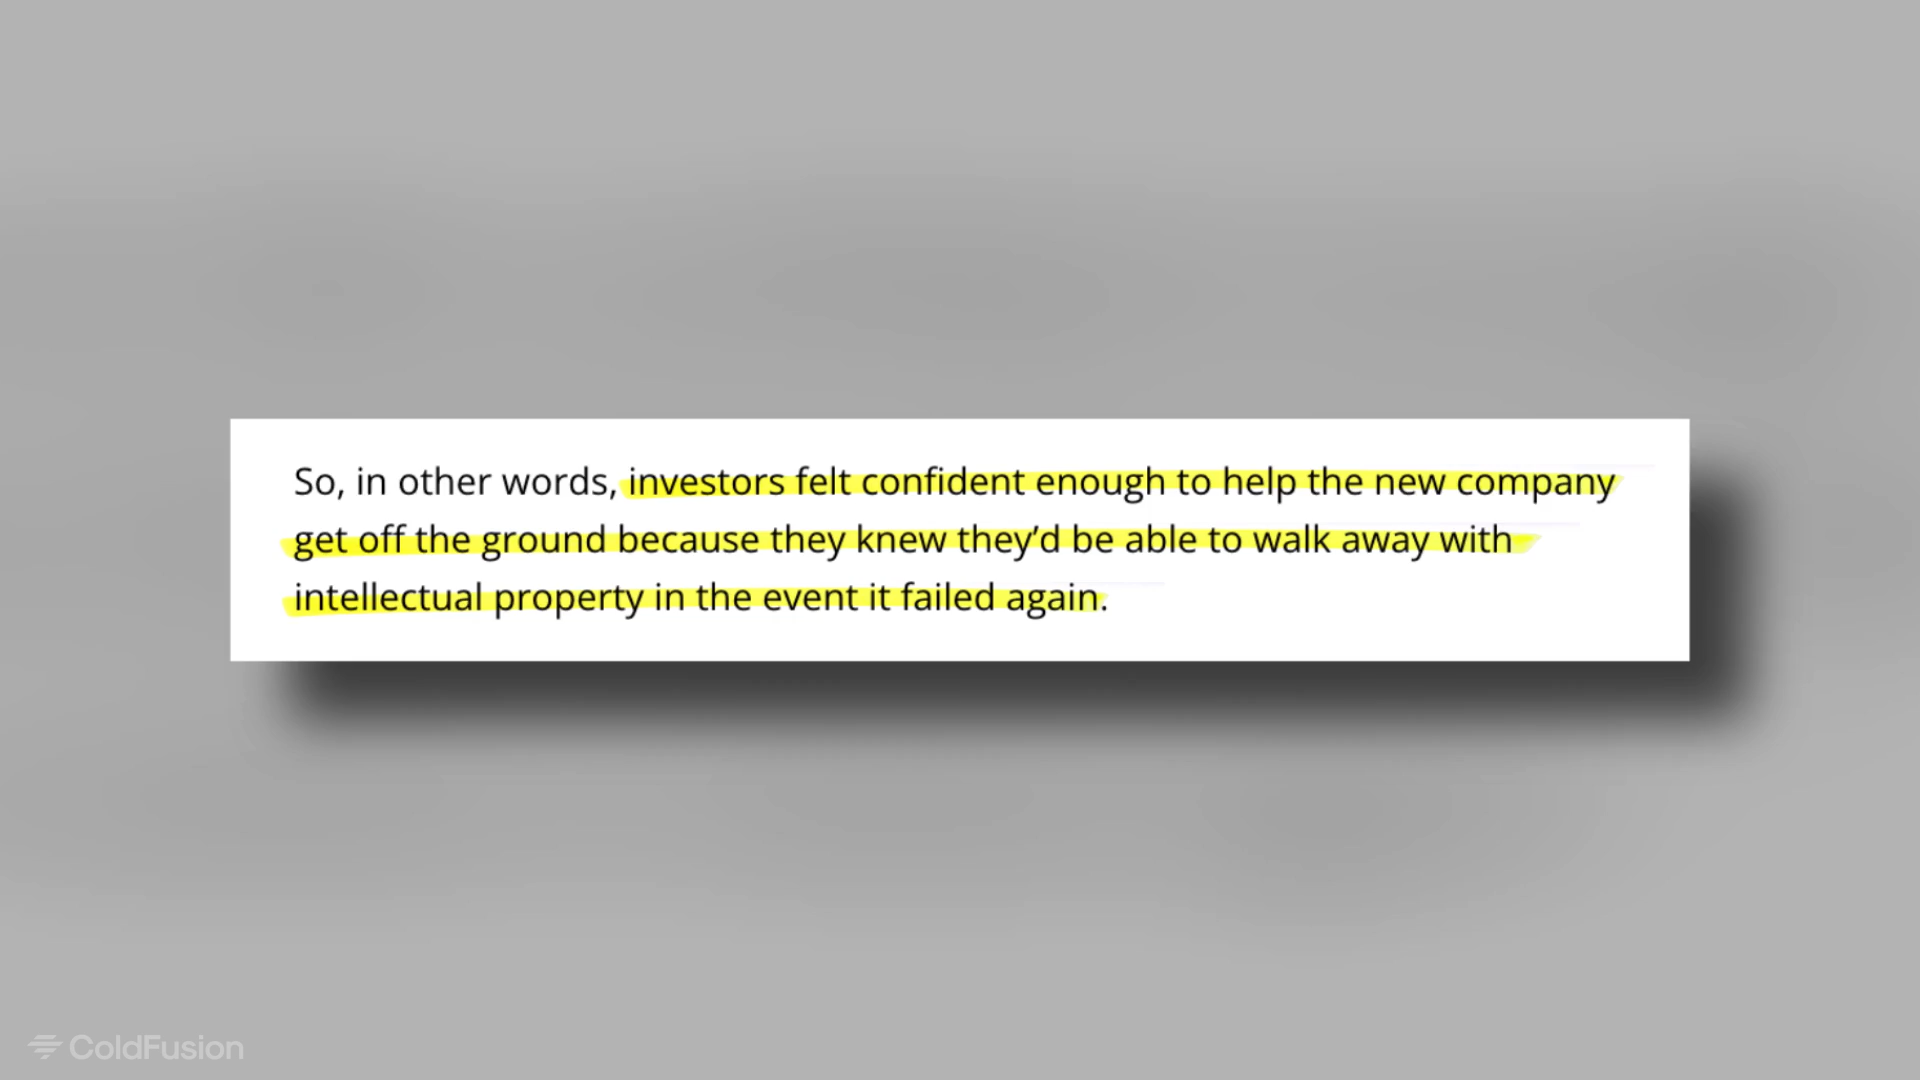 So, in other words, investors felt confident enough to help the new company
get off the ground because they knew they’d be able to walk away with
intellectual property in the event it failed again.
ColdFusion